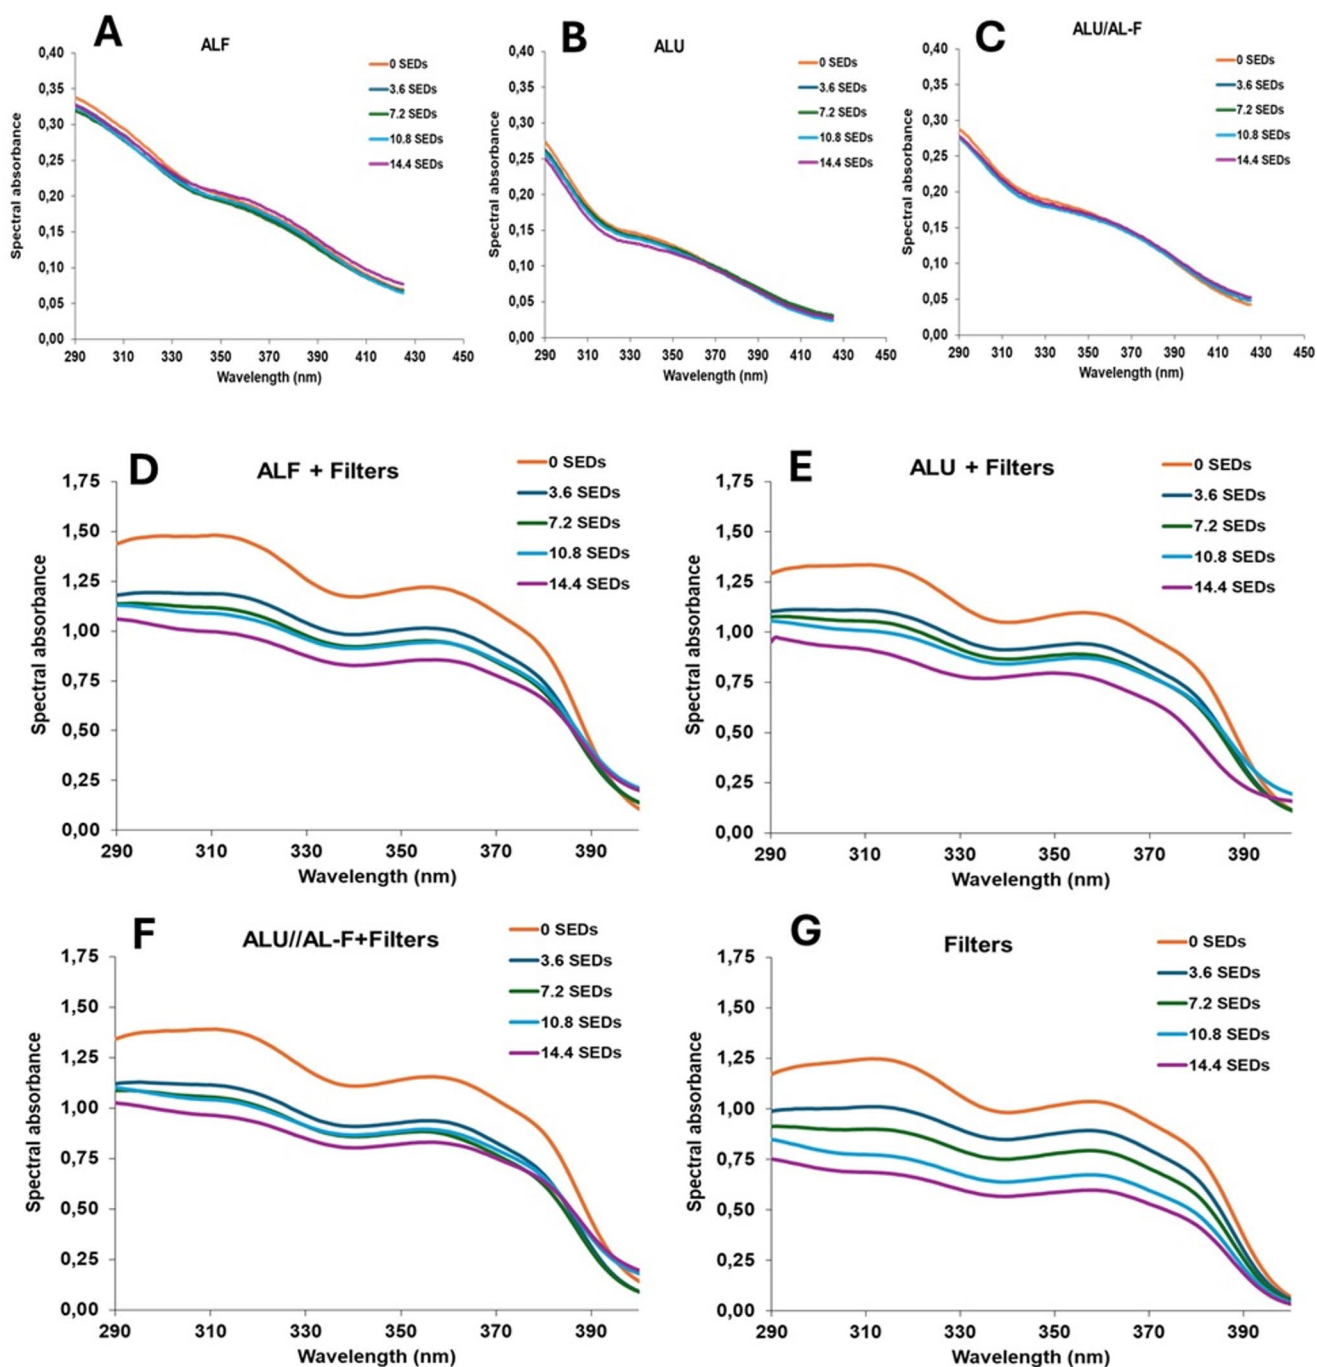 A
ALF
0,40
0,35
0,30
0,25
0,20
0,15
0,10
0,05
0,00
Spectral absorbance
290 310 330 350 370 390 410 430 450
Wavelength (nm)
0 SEDs
3.6 SEDs
7.2 SEDs
10.8 SEDs
14.4 SEDs
B
ALU
0,40
0,35
0,30
0,25
0,20
0,15
0,10
0,05
0,00
Spectral absorbance
290 310 330 350 370 390 410 430 450
Wavelength (nm)
0 SEDs
3.6 SEDs
7.2 SEDs
10.8 SEDs
14.4 SEDs
C
ALU/AL-F
0,40
0,35
0,30
0,25
0,20
0,15
0,10
0,05
0,00
Spectral absorbance
290 310 330 350 370 390 410 430 450
Wavelength (nm)
0 SEDs
3.6 SEDs
7.2 SEDs
10.8 SEDs
14.4 SEDs
D
ALF + Filters
1,75
1,50
1,25
1,00
0,75
0,50
0,25
0,00
Spectral absorbance
290 310 330 350 370 390
Wavelength (nm)
0 SEDs
3.6 SEDs
7.2 SEDs
10.8 SEDs
14.4 SEDs
E
ALU + Filters
1,75
1,50
1,25
1,00
0,75
0,50
0,25
0,00
Spectral absorbance
290 310 330 350 370 390
Wavelength (nm)
0 SEDs
3.6 SEDs
7.2 SEDs
10.8 SEDs
14.4 SEDs
F
ALU//AL-F+Filters
1,75
1,50
1,25
1,00
0,75
0,50
0,25
0,00
Spectral absorbance
290 310 330 350 370 390
Wavelength (nm)
0 SEDs
3.6 SEDs
7.2 SEDs
10.8 SEDs
14.4 SEDs
G
Filters
1,75
1,50
1,25
1,00
0,75
0,50
0,25
0,00
Spectral absorbance
290 310 330 350 370 390
Wavelength (nm)
0 SEDs
3.6 SEDs
7.2 SEDs
10.8 SEDs
14.4 SEDs